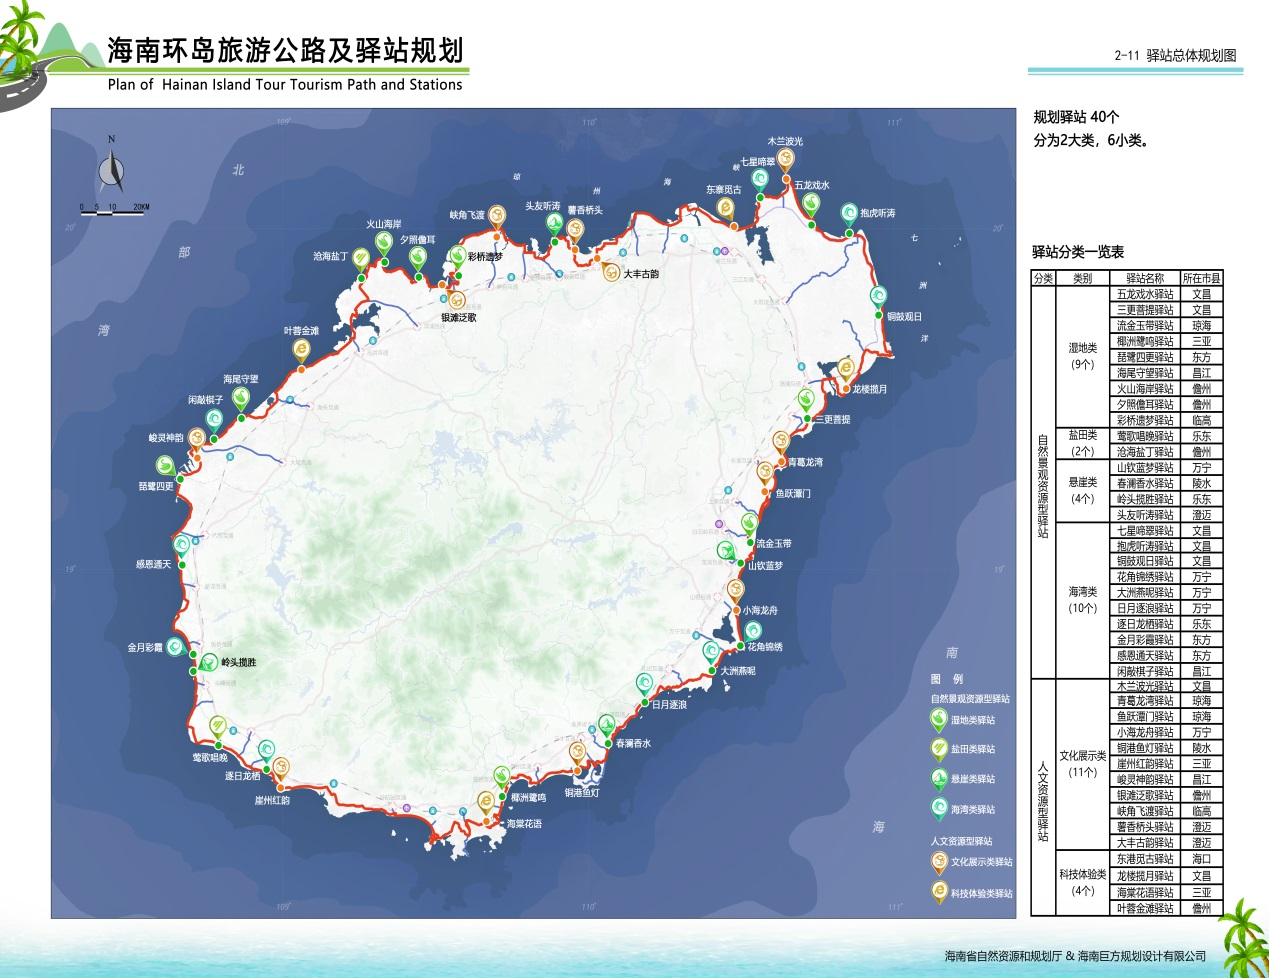 海南环岛旅游公路及驿站规划
Plan of Hainan Island Tour Tourism Path and Stations
2-11 驿站总体规划图
规划驿站 40个
分为2大类，6小类。
109°
110°
111°
N
0 5 10 20KM
北
部
湾
琼
州
海
峡
七
洲
洋
南
海
20°
20°
19°
19°
109°
110°
111°
木兰波光
七星啼翠
五龙戏水
东寨觅古
抱虎听涛
头友听涛
薯香桥头
峡角飞渡
火山海岸
夕照儋耳
沧海盐丁
彩桥遗梦
大丰古韵
银滩泛歌
铜鼓观日
叶蓉金滩
龙楼揽月
海尾守望
闲敲棋子
三更菩提
峻灵神韵
青葛龙湾
琵鹭四更
鱼跃潭门
流金玉带
感恩通天
山钦蓝梦
小海龙舟
金月彩霞
花角锦绣
岭头揽胜
大洲燕呢
日月逐浪
莺歌唱晚
春澜香水
逐日龙栖
崖州红韵
椰洲鹭鸣
铜港鱼灯
海棠花语
图 例
自然景观资源型驿站
湿地类驿站
盐田类驿站
悬崖类驿站
海湾类驿站
人文资源型驿站
文化展示类驿站
科技体验类驿站
驿站分类一览表
分类 类别 驿站名称 所在市县
自然景观资源型驿站
湿地类
(9个)
五龙戏水驿站 文昌
三更菩提驿站 文昌
流金玉带驿站 琼海
椰洲鹭鸣驿站 三亚
琵鹭四更驿站 东方
海尾守望驿站 昌江
火山海岸驿站 儋州
夕照儋耳驿站 儋州
彩桥遗梦驿站 临高
盐田类
(2个)
莺歌唱晚驿站 乐东
沧海盐丁驿站 儋州
悬崖类
(4个)
山钦蓝梦驿站 万宁
春澜香水驿站 陵水
岭头揽胜驿站 乐东
头友听涛驿站 澄迈
海湾类
(10个)
七星啼翠驿站 文昌
抱虎听涛驿站 文昌
铜鼓观日驿站 文昌
花角锦绣驿站 万宁
大洲燕呢驿站 万宁
日月逐浪驿站 万宁
逐日龙栖驿站 乐东
金月彩霞驿站 东方
感恩通天驿站 东方
闲敲棋子驿站 昌江
人文资源型驿站
文化展示类
(11个)
木兰波光驿站 文昌
青葛龙湾驿站 琼海
鱼跃潭门驿站 琼海
小海龙舟驿站 万宁
铜港鱼灯驿站 陵水
崖州红韵驿站 三亚
峻灵神韵驿站 昌江
银滩泛歌驿站 儋州
峡角飞渡驿站 临高
薯香桥头驿站 澄迈
大丰古韵驿站 澄迈
科技体验类
(4个)
东港觅古驿站 海口
龙楼揽月驿站 文昌
海棠花语驿站 三亚
叶蓉金滩驿站 儋州
海南省自然资源和规划厅 & 海南巨方规划设计有限公司